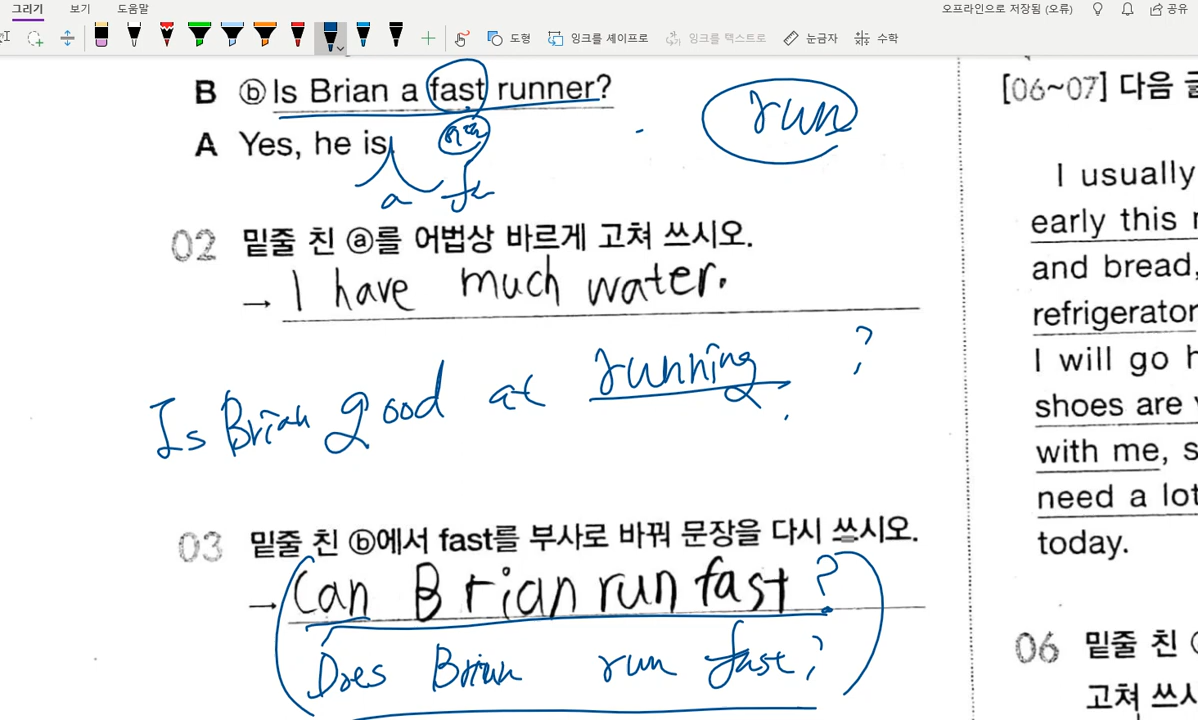 그리기 보기 도움말 오프라인으로 저장됨 (오류) 공유
도형 잉크를 셰이프로 잉크를 텍스트로 눈금자 수학
B ⓑ Is Brian a fast runner?
run
A Yes, he is.
a
02 밑줄 친 ⓐ를 어법상 바르게 고쳐 쓰시오.
→ I have much water.
Is Brian good at running ?
03 밑줄 친 ⓑ에서 fast를 부사로 바꿔 문장을 다시 쓰시오.
→ Can Brian run fast?
Does Brian run fast?
[06~07] 다음 글
I usually
early this
and bread,
refrigerator
I will go
shoes are
with me, s
need a lot
today.
06 밑줄 친
고쳐 쓰시